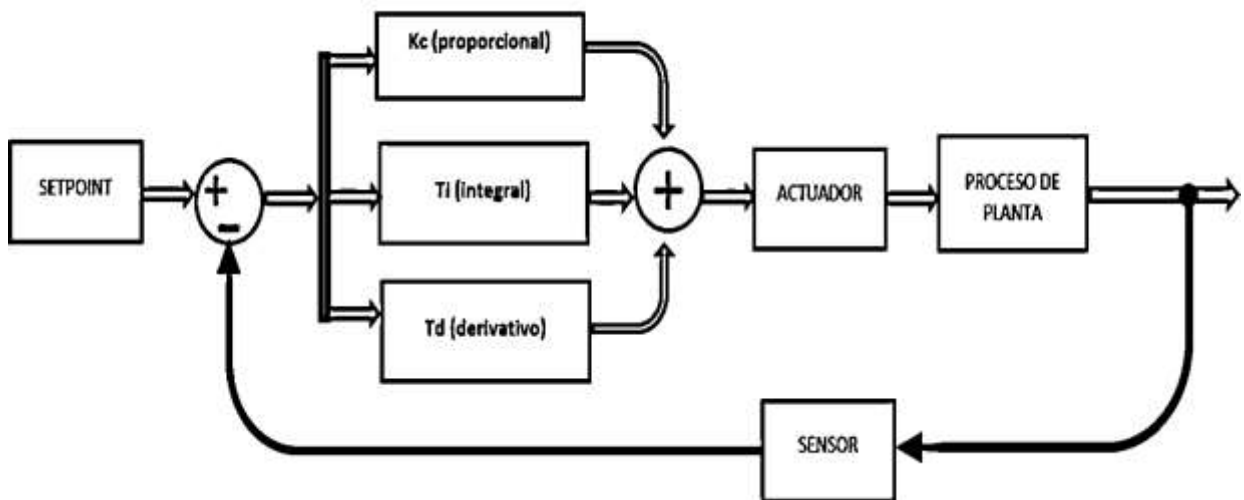 Kc (proporcional)
SETPOINT
+
−
Ti (integral)
+
ACTUADOR
PROCESO DE
PLANTA
Td (derivativo)
SENSOR